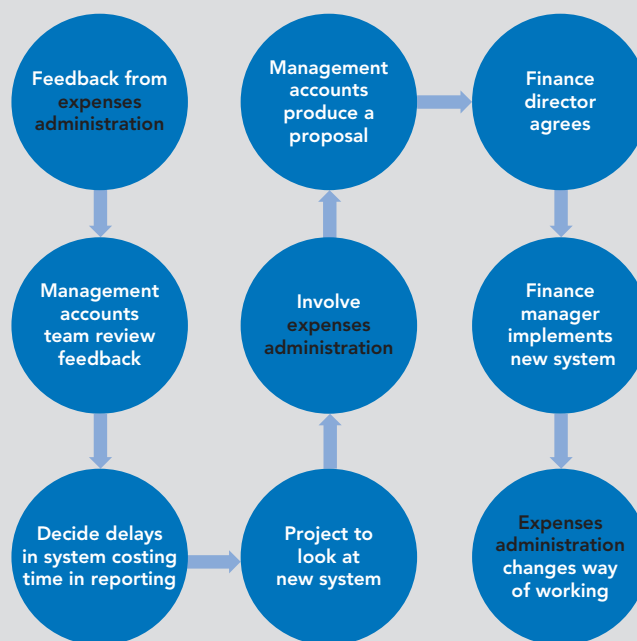 Feedback from
expenses
administration
Management
accounts
team review
feedback
Decide delays
in system costing
time in reporting
Project to
look at
new system
Involve
expenses
administration
Management
accounts
produce a
proposal
Finance
director
agrees
Finance
manager
implements
new system
Expenses
administration
changes way
of working